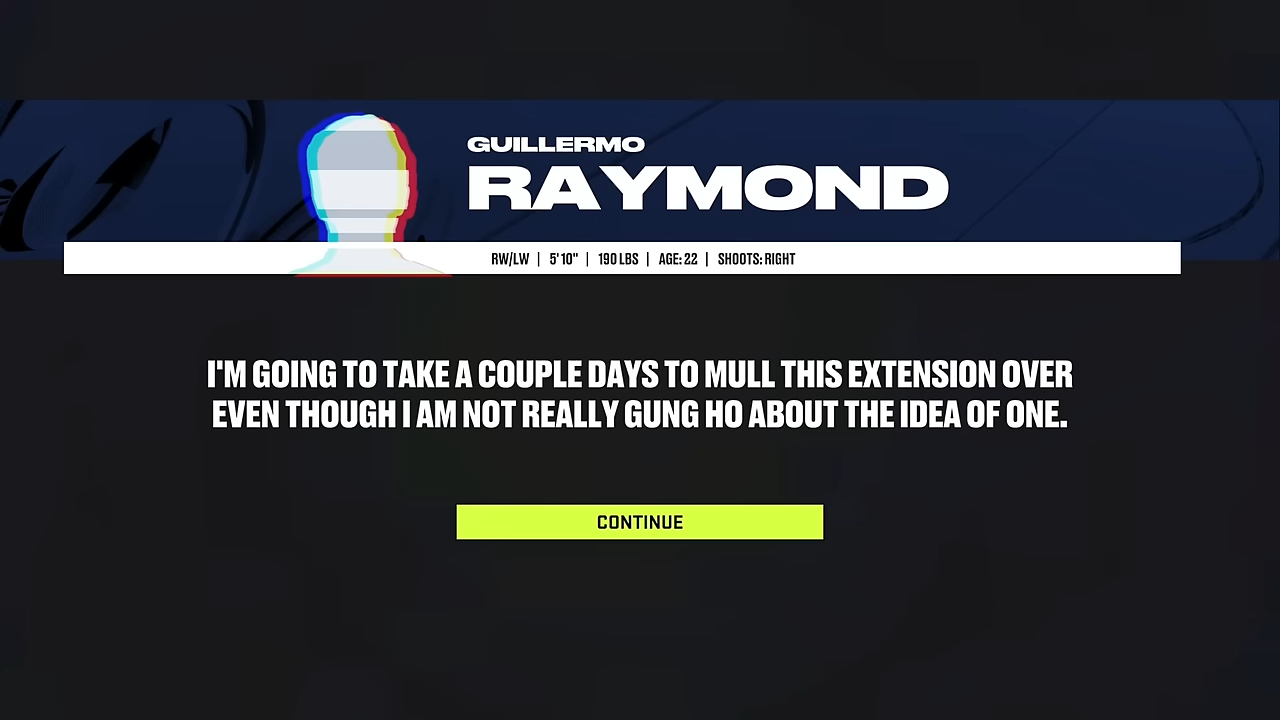 GUILLERMO
RAYMOND
RW/LW | 5'10" | 190 LBS | AGE: 22 | SHOOTS: RIGHT
I'M GOING TO TAKE A COUPLE DAYS TO MULL THIS EXTENSION OVER
EVEN THOUGH I AM NOT REALLY GUNG HO ABOUT THE IDEA OF ONE.
CONTINUE